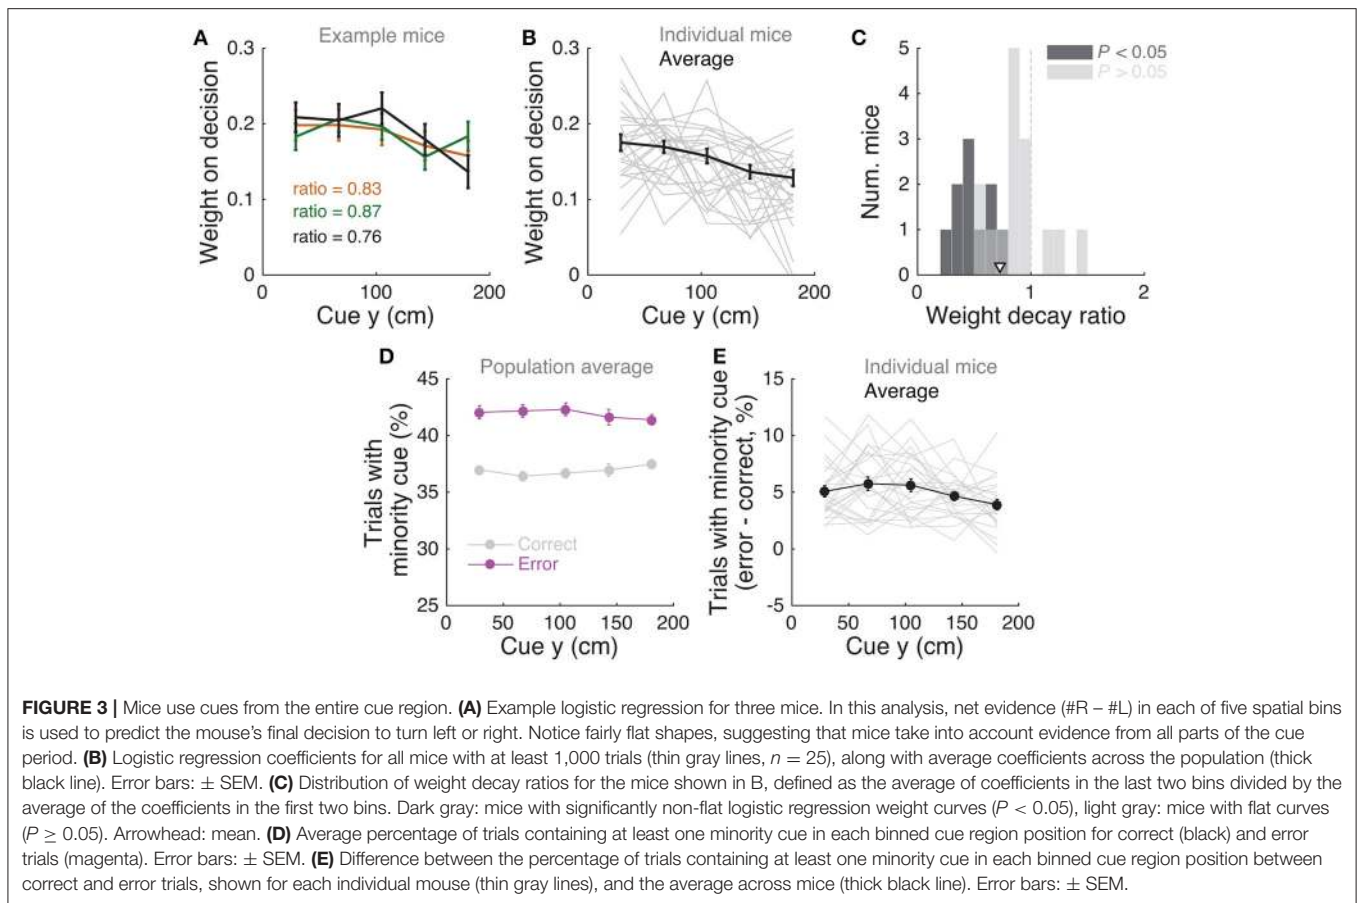 A
Example mice
0.3
0.2
0.1
0
Weight on decision
ratio = 0.83
ratio = 0.87
ratio = 0.76
0
100
200
Cue y (cm)
B
Individual mice
Average
0.3
0.2
0.1
0
Weight on decision
0
100
200
Cue y (cm)
C
5
4
3
2
1
0
Num. mice
P < 0.05
P > 0.05
0
1
2
Weight decay ratio
D
Population average
45
40
35
30
25
Trials with
minority cue (%)
Correct
Error
0
50
100
150
200
Cue y (cm)
E
Individual mice
Average
15
10
5
0
-5
Trials with minority cue
(error - correct, %)
0
50
100
150
200
Cue y (cm)
FIGURE 3 | Mice use cues from the entire cue region. (A) Example logistic regression for three mice. In this analysis, net evidence (#R – #L) in each of five spatial bins
is used to predict the mouse's final decision to turn left or right. Notice fairly flat shapes, suggesting that mice take into account evidence from all parts of the cue
period. (B) Logistic regression coefficients for all mice with at least 1,000 trials (thin gray lines, n = 25), along with average coefficients across the population (thick
black line). Error bars: ± SEM. (C) Distribution of weight decay ratios for the mice shown in B, defined as the average of coefficients in the last two bins divided by the
average of the coefficients in the first two bins. Dark gray: mice with significantly non-flat logistic regression weight curves (P < 0.05), light gray: mice with flat curves
(P ≥ 0.05). Arrowhead: mean. (D) Average percentage of trials containing at least one minority cue in each binned cue region position for correct (black) and error
trials (magenta). Error bars: ± SEM. (E) Difference between the percentage of trials containing at least one minority cue in each binned cue region position between
correct and error trials, shown for each individual mouse (thin gray lines), and the average across mice (thick black line). Error bars: ± SEM.